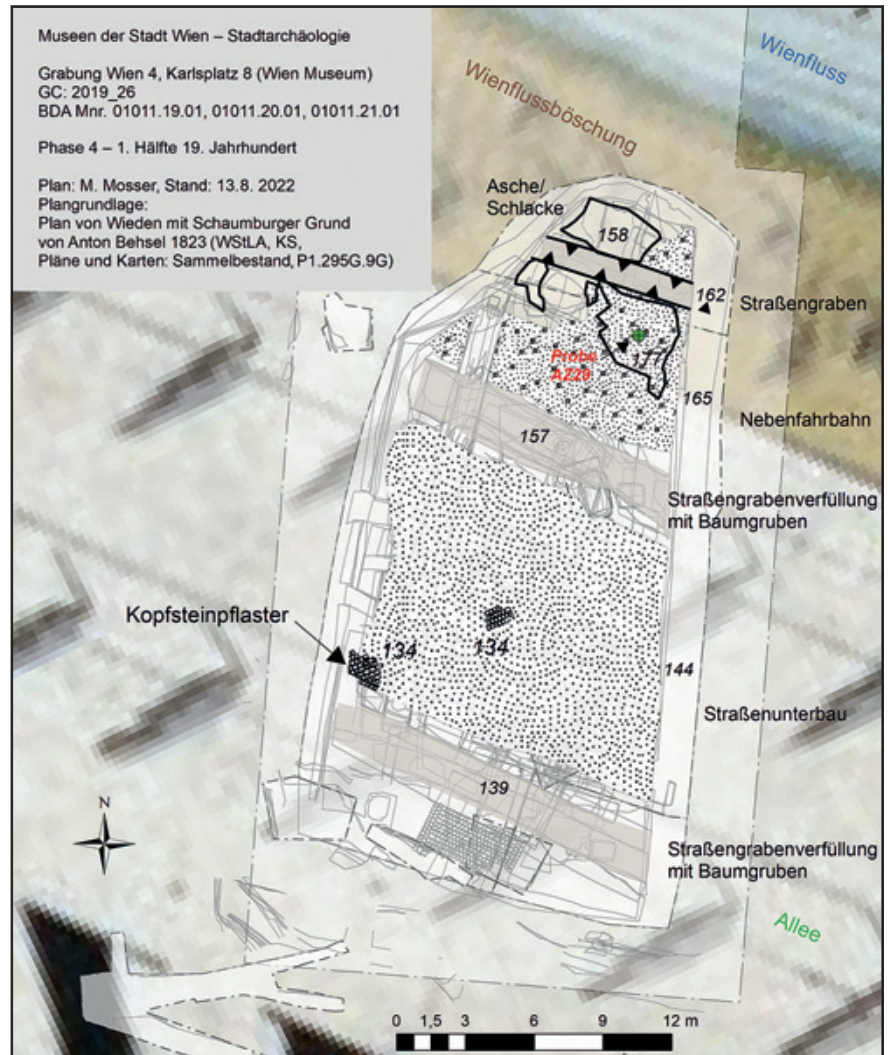 Museen der Stadt Wien – Stadtarchäologie
Grabung Wien 4, Karlsplatz 8 (Wien Museum)
GC: 2019_26
BDA Mnr. 01011.19.01, 01011.20.01, 01011.21.01
Phase 4 – 1. Hälfte 19. Jahrhundert
Plan: M. Mosser, Stand: 13.8. 2022
Plangrundlage:
Plan von Wieden mit Schaumburger Grund
von Anton Behsel 1823 (WStLA, KS,
Pläne und Karten: Sammelbestand, P1.295G.9G)
Wienfluss
Wienflussböschung
Asche/
Schlacke
158
162
Straßengraben
Probe
AZ29
177
165
Nebenfahrbahn
157
Straßengrabenverfüllung
mit Baumgruben
Kopfsteinpflaster
134
134
144
Straßenunterbau
139
N
Straßengrabenverfüllung
mit Baumgruben
Allee
0 1,5 3 6 9 12 m